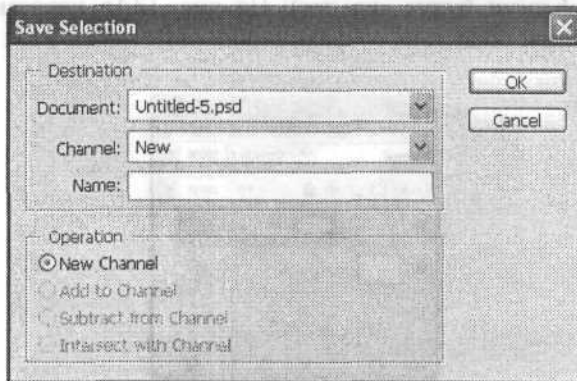 Save Selection
Destination
Document: Untitled-5.psd
Channel: New
Name:
OK
Cancel
Operation
New Channel
Add to Channel
Subtract from Channel
Intersect with Channel